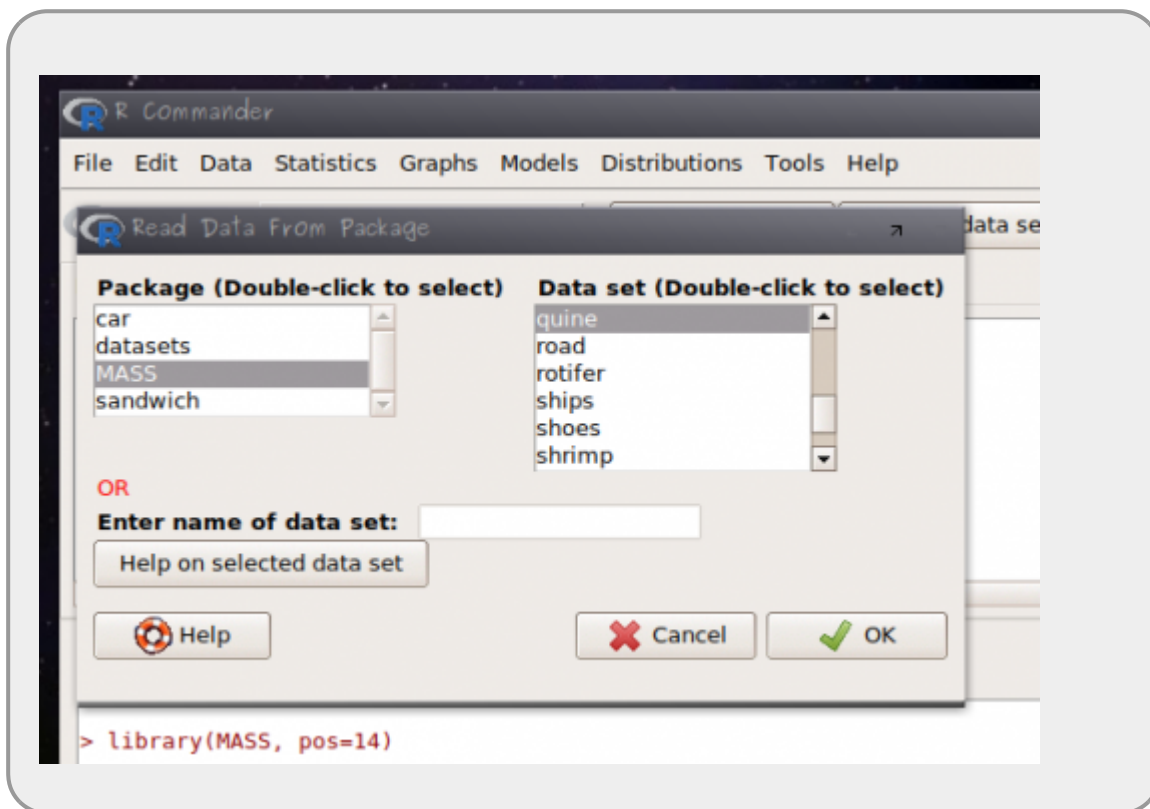 R Commander
File Edit Data Statistics Graphs Models Distributions Tools Help
Read Data From Package
data se
Package (Double-click to select)
car
datasets
MASS
sandwich
Data set (Double-click to select)
quine
road
rotifer
ships
shoes
shrimp
OR
Enter name of data set:
Help on selected data set
Help Cancel OK
> library(MASS, pos=14)